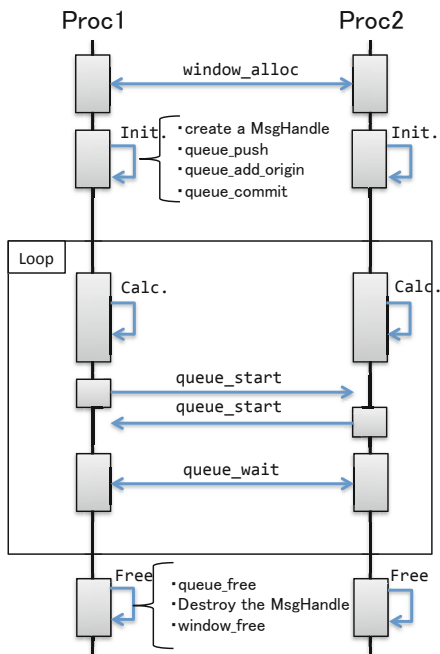 Proc1
Proc2
window_alloc
Init.
・create a MsgHandle
・queue_push
・queue_add_origin
・queue_commit
Init.
Loop
Calc.
Calc.
queue_start
queue_start
queue_wait
Free
・queue_free
・Destroy the MsgHandle
・window_free
Free